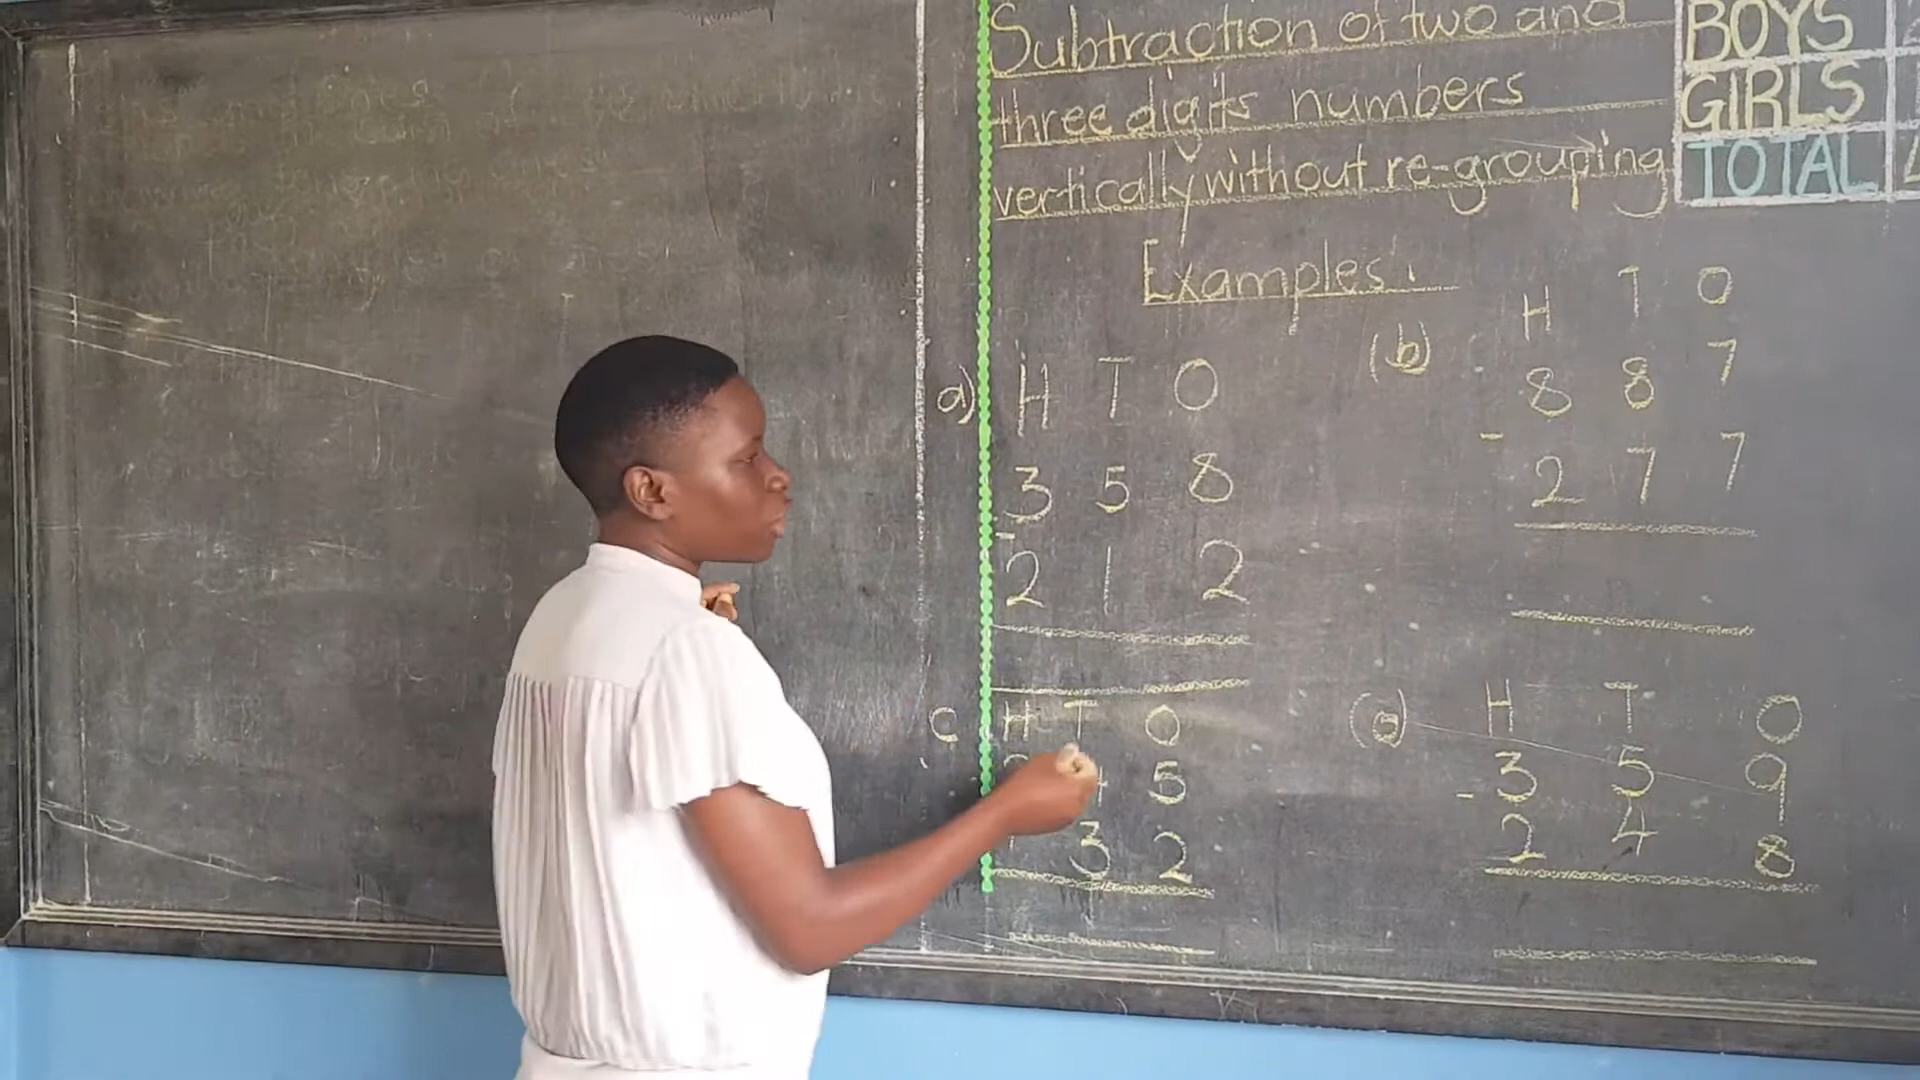 Subtraction of two and
three digits numbers
vertically without re-grouping
BOYS
GIRLS
TOTAL
Examples:
a) H T O
3 5 8
- 2 1 2
(b) H T O
8 8 7
- 2 7 7
C H T O
5
3 2
H T O
- 3 5 9
2 4 8